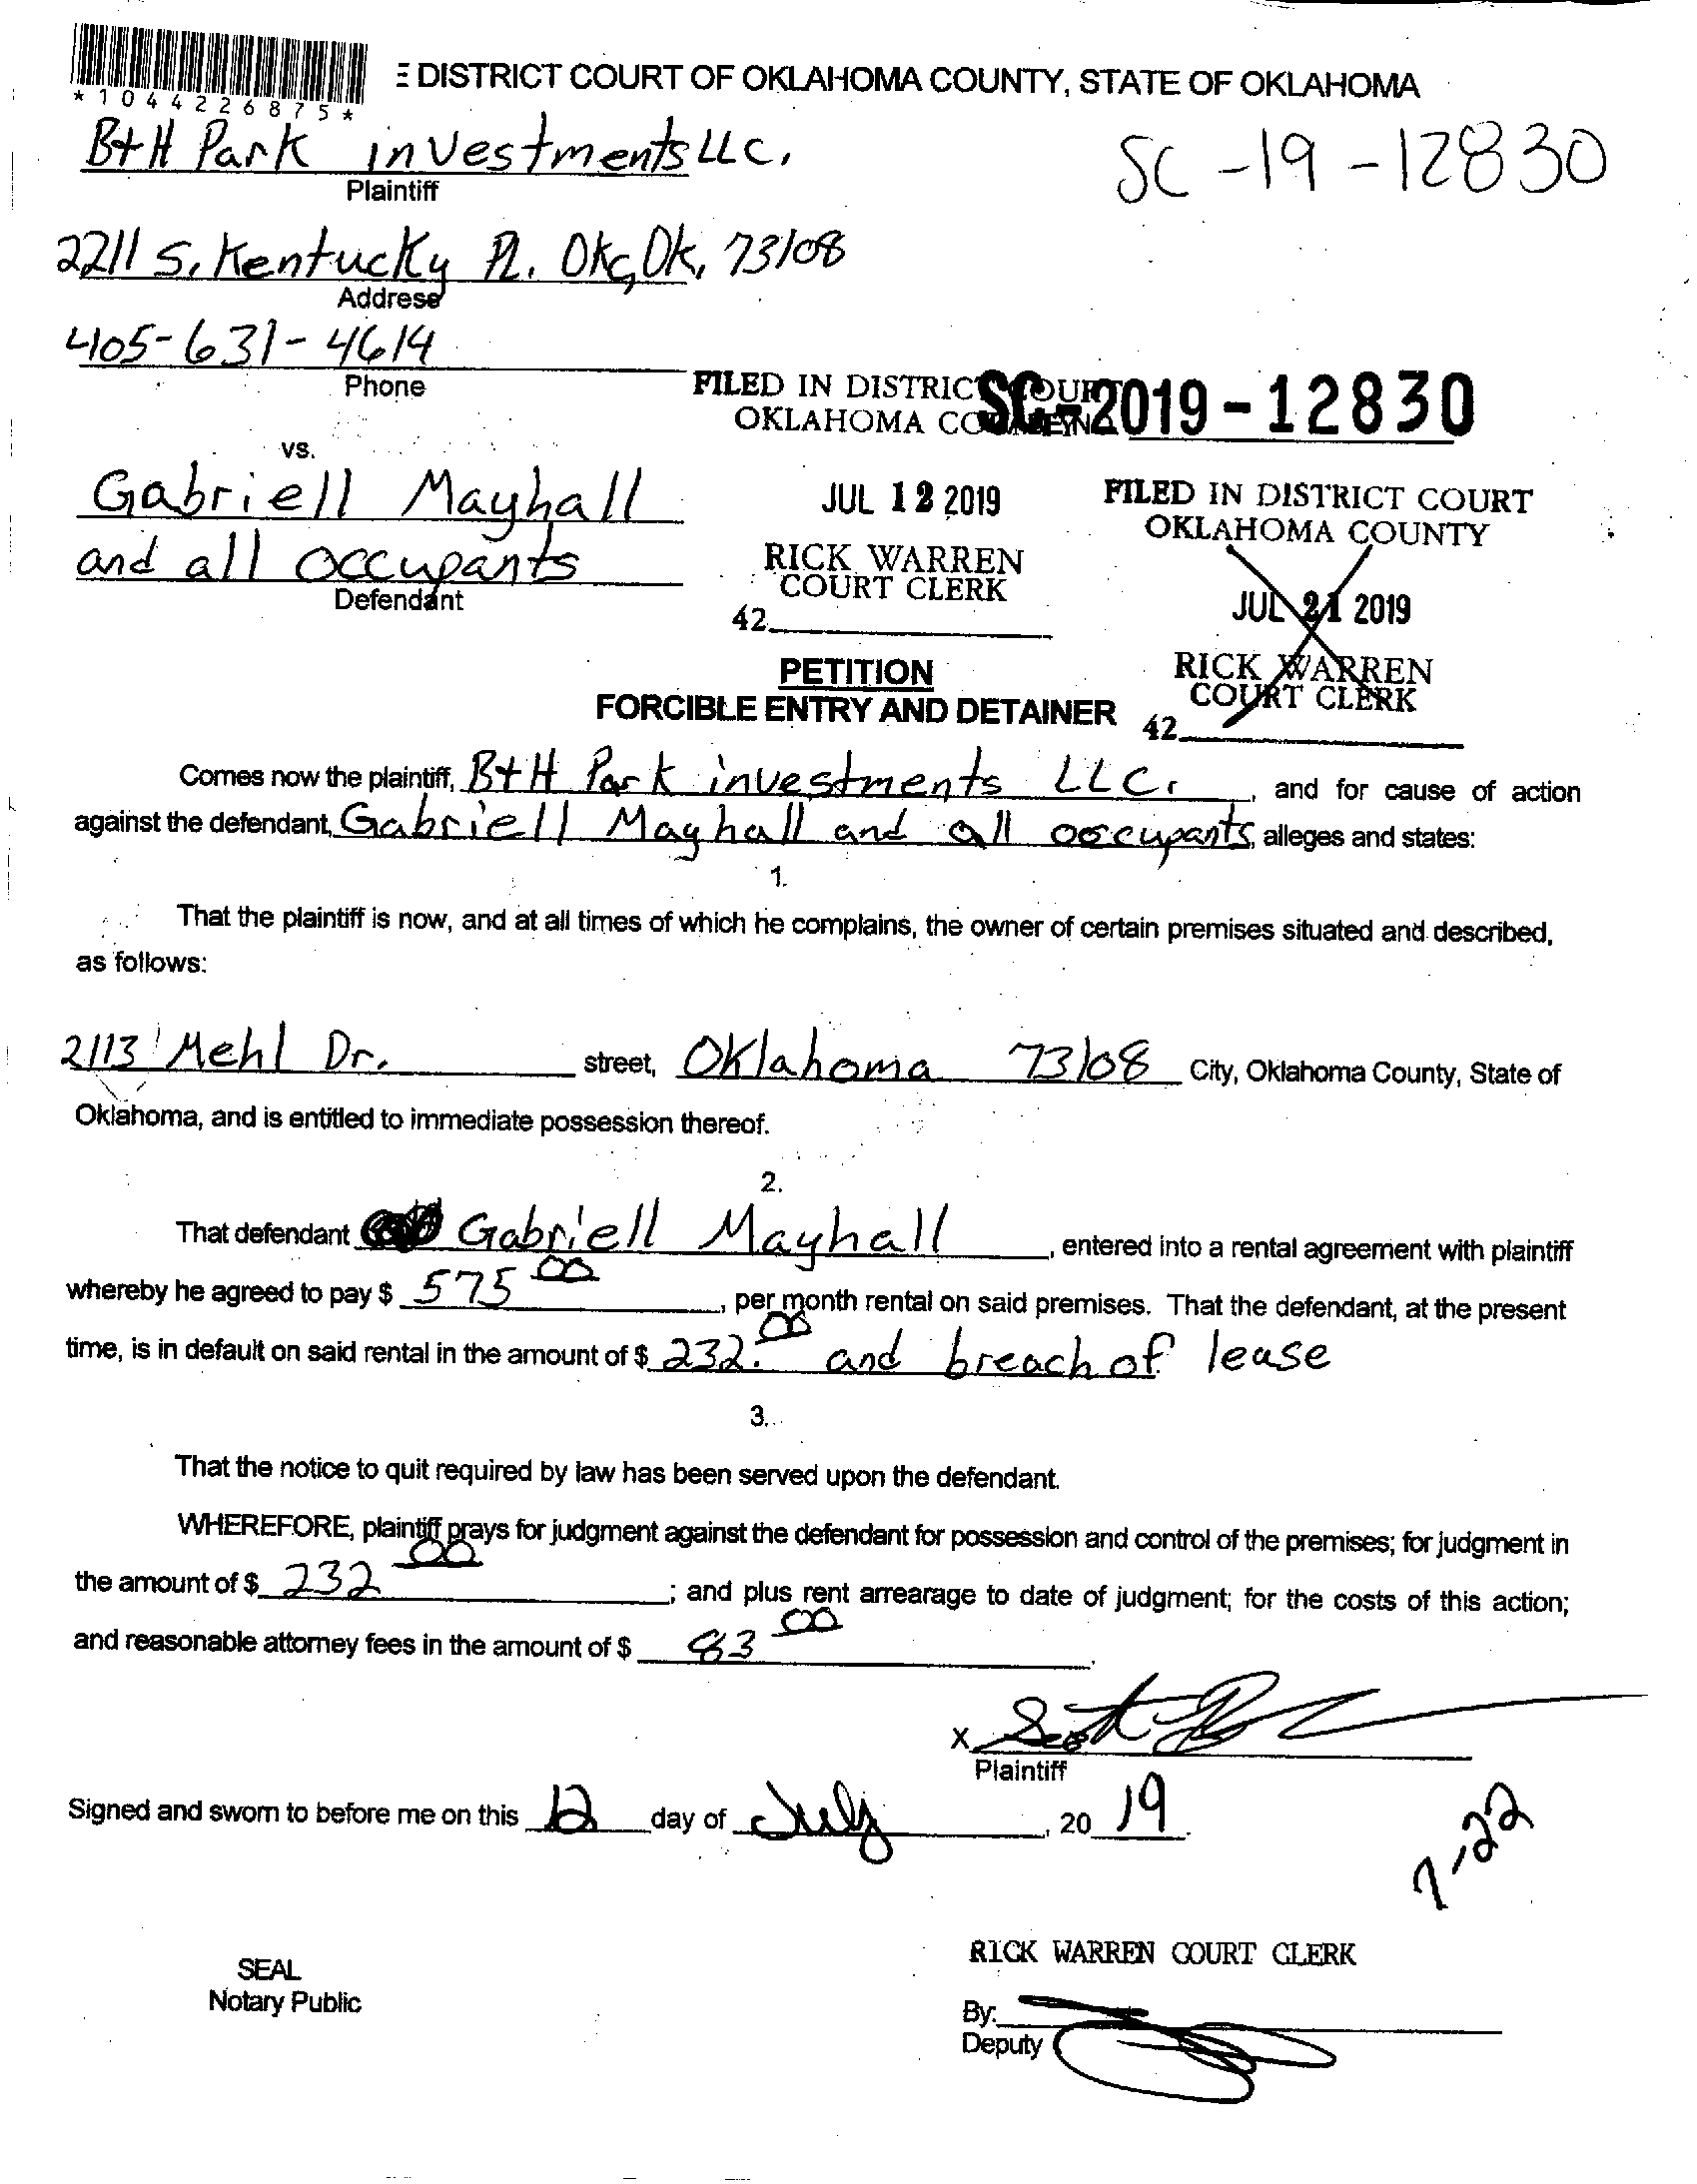 E DISTRICT COURT OF OKLAHOMA COUNTY, STATE OF OKLAHOMA
*1044226875*
B+H Park investments LLC.
Plaintiff
SC-19-12830
2211 S. Kentucky Pl. Okc, Ok, 73108
Address
405-631-4614
Phone
FILED IN DISTRICT COURT
OKLAHOMA COUNTY
SC-2019-12830
vs.
Gabriell Mayhall
and all occupants
Defendant
JUL 12 2019
RICK WARREN
COURT CLERK
42
FILED IN DISTRICT COURT
OKLAHOMA COUNTY
JUL 21 2019
RICK WARREN
COURT CLERK
42
PETITION
FORCIBLE ENTRY AND DETAINER
Comes now the plaintiff, B+H Park investments LLC. , and for cause of action
against the defendant, Gabriell Mayhall and all occupants, alleges and states:
1.
That the plaintiff is now, and at all times of which he complains, the owner of certain premises situated and described,
as follows:
2113 Mehl Dr. street, Oklahoma 73108 City, Oklahoma County, State of
Oklahoma, and is entitled to immediate possession thereof.
2.
That defendant Gabriell Mayhall , entered into a rental agreement with plaintiff
whereby he agreed to pay $ 575 00 , per month rental on said premises. That the defendant, at the present
time, is in default on said rental in the amount of $ 232. 00 and breach of lease
3.
That the notice to quit required by law has been served upon the defendant.
WHEREFORE, plaintiff prays for judgment against the defendant for possession and control of the premises; for judgment in
the amount of $ 232 00 ; and plus rent arrearage to date of judgment; for the costs of this action;
and reasonable attorney fees in the amount of $ 83 00 .
X
Plaintiff
Signed and sworn to before me on this 12 day of July , 20 19 .
7-22
RICK WARREN COURT CLERK
SEAL
Notary Public
By:
Deputy